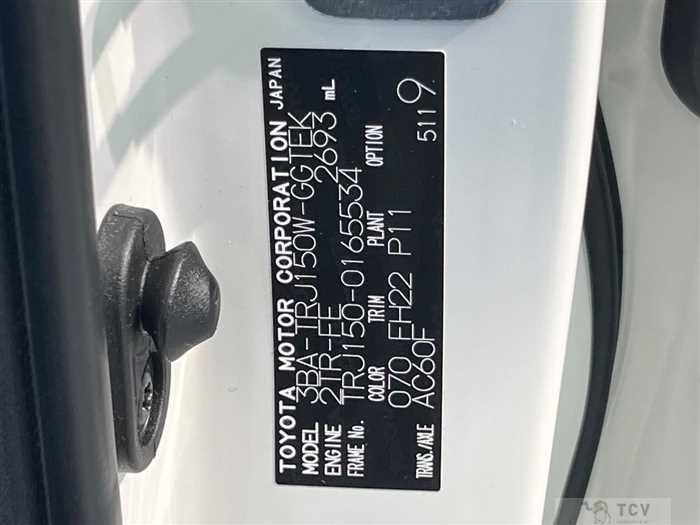 TOYOTA MOTOR CORPORATION JAPAN
MODEL 3BA-TRJ150W-GGTEK
ENGINE 2TR-FE 2693 mL
FRAME No. TRJ150-0165534
COLOR TRIM PLANT OPTION
070 FH22 P11 5119
TRANS./AXLE AC60F
TCV